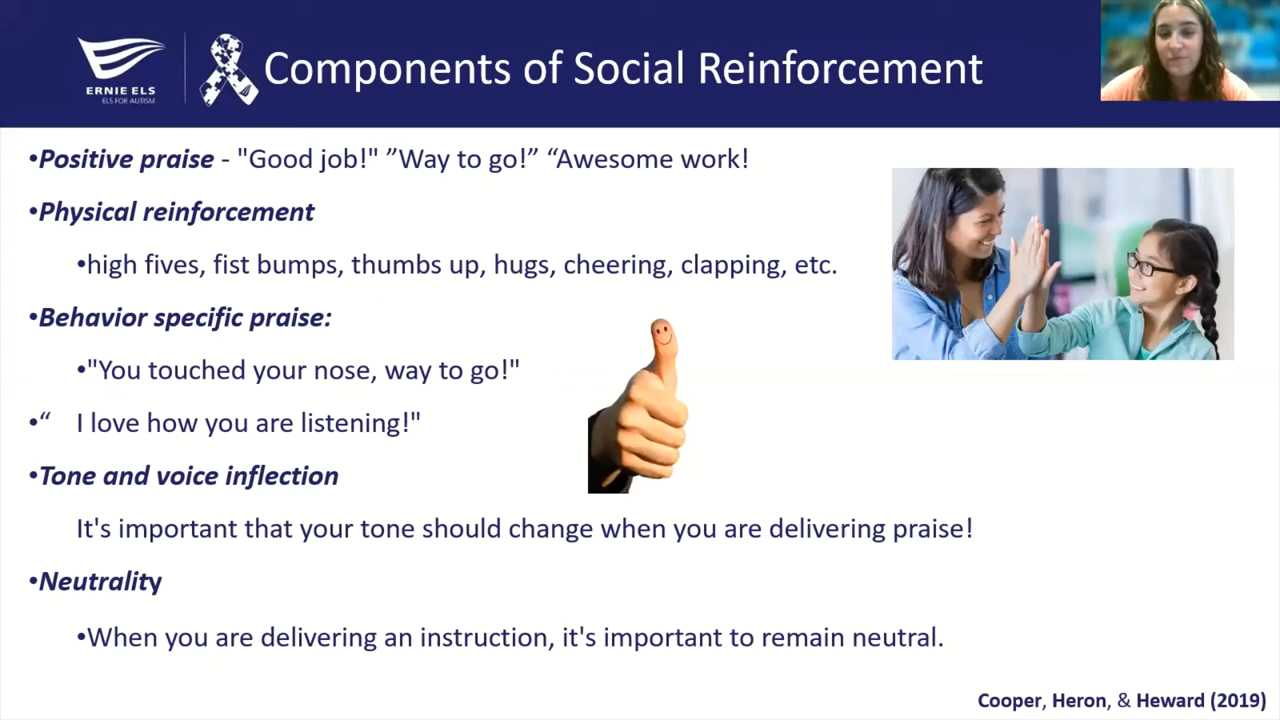 ERNIE ELS
ELS FOR AUTISM
Components of Social Reinforcement
•Positive praise - "Good job!" ”Way to go!” “Awesome work!
•Physical reinforcement
•high fives, fist bumps, thumbs up, hugs, cheering, clapping, etc.
•Behavior specific praise:
•"You touched your nose, way to go!"
•“ I love how you are listening!"
•Tone and voice inflection
It's important that your tone should change when you are delivering praise!
•Neutrality
•When you are delivering an instruction, it's important to remain neutral.
Cooper, Heron, & Heward (2019)